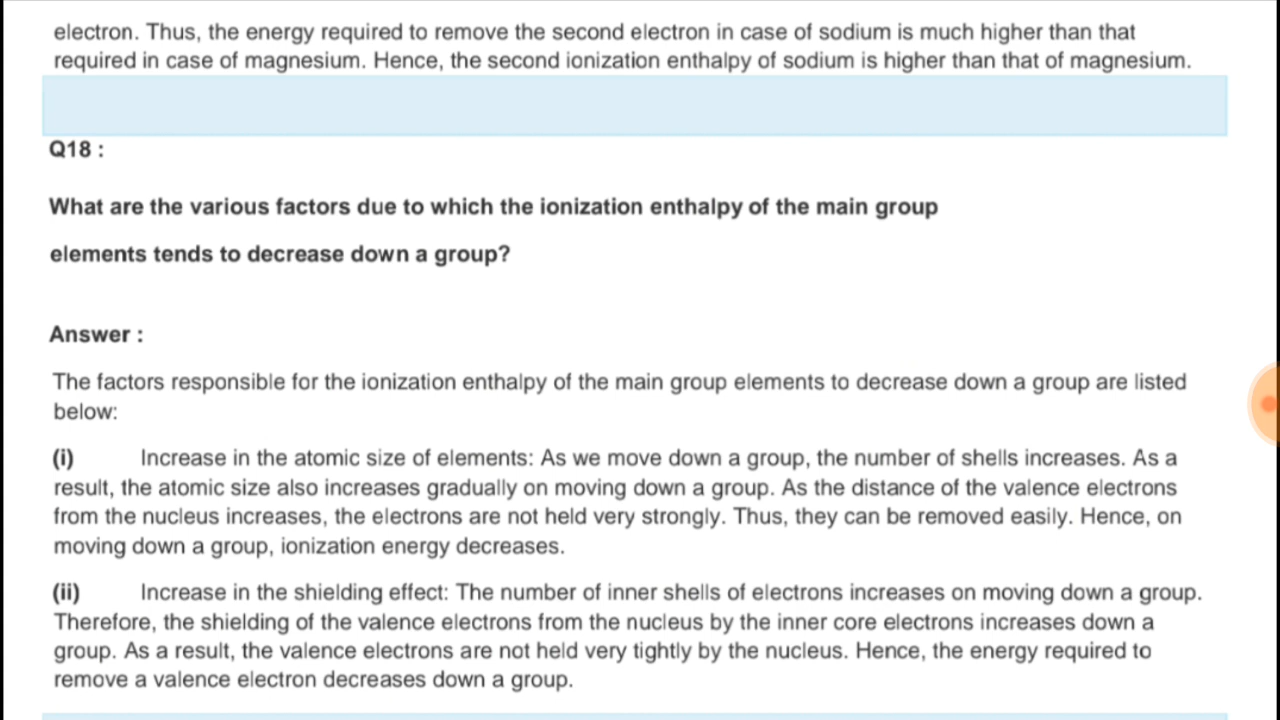 electron. Thus, the energy required to remove the second electron in case of sodium is much higher than that
required in case of magnesium. Hence, the second ionization enthalpy of sodium is higher than that of magnesium.
Q18 :
What are the various factors due to which the ionization enthalpy of the main group
elements tends to decrease down a group?
Answer :
The factors responsible for the ionization enthalpy of the main group elements to decrease down a group are listed
below:
(i) Increase in the atomic size of elements: As we move down a group, the number of shells increases. As a
result, the atomic size also increases gradually on moving down a group. As the distance of the valence electrons
from the nucleus increases, the electrons are not held very strongly. Thus, they can be removed easily. Hence, on
moving down a group, ionization energy decreases.
(ii) Increase in the shielding effect: The number of inner shells of electrons increases on moving down a group.
Therefore, the shielding of the valence electrons from the nucleus by the inner core electrons increases down a
group. As a result, the valence electrons are not held very tightly by the nucleus. Hence, the energy required to
remove a valence electron decreases down a group.